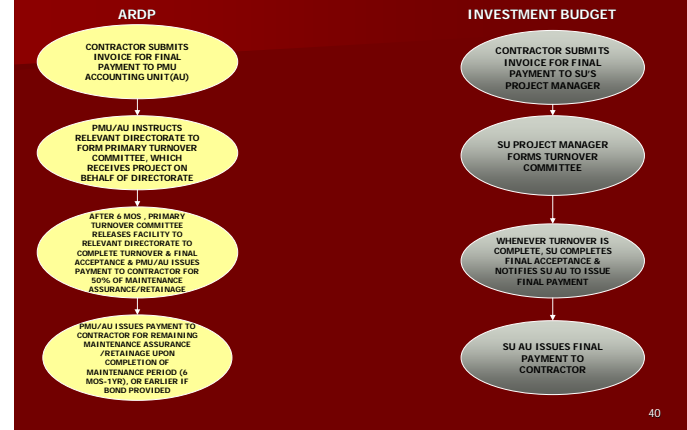 ARDP
CONTRACTOR SUBMITS
INVOICE FOR FINAL
PAYMENT TO PMU
ACCOUNTING UNIT(AU)
PMU/AU INSTRUCTS
RELEVANT DIRECTORATE TO
FORM PRIMARY TURNOVER
COMMITTEE, WHICH
RECEIVES PROJECT ON
BEHALF OF DIRECTORATE
AFTER 6 MOS , PRIMARY
TURNOVER COMMITTEE
RELEASES FACILITY TO
RELEVANT DIRECTORATE TO
COMPLETE TURNOVER & FINAL
ACCEPTANCE & PMU/AU ISSUES
PAYMENT TO CONTRACTOR FOR
50% OF MAINTENANCE
ASSURANCE/RETAINAGE
PMU/AU ISSUES PAYMENT TO
CONTRACTOR FOR REMAINING
MAINTENANCE ASSURANCE
/RETAINAGE UPON
COMPLETION OF
MAINTENANCE PERIOD (6
MOS-1YR), OR EARLIER IF
BOND PROVIDED
INVESTMENT BUDGET
CONTRACTOR SUBMITS
INVOICE FOR FINAL
PAYMENT TO SU'S
PROJECT MANAGER
SU PROJECT MANAGER
FORMS TURNOVER
COMMITTEE
WHENEVER TURNOVER IS
COMPLETE, SU COMPLETES
FINAL ACCEPTANCE &
NOTIFIES SU AU TO ISSUE
FINAL PAYMENT
SU AU ISSUES FINAL
PAYMENT TO
CONTRACTOR
40